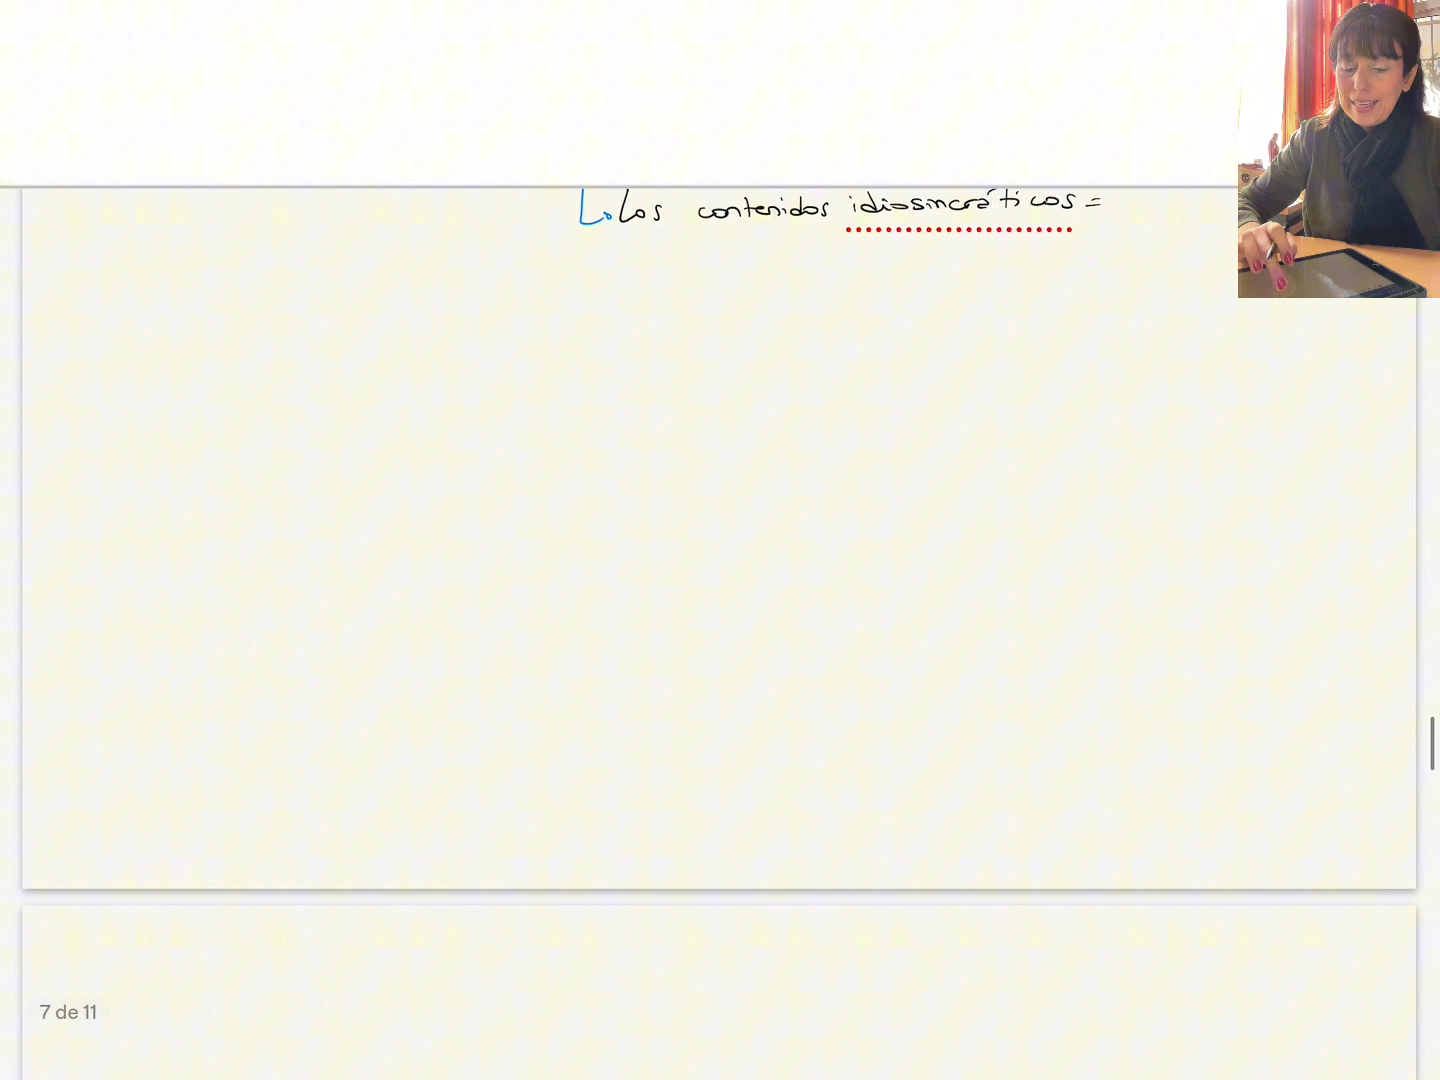 Los contenidos idiosincráticos =
7 de 11